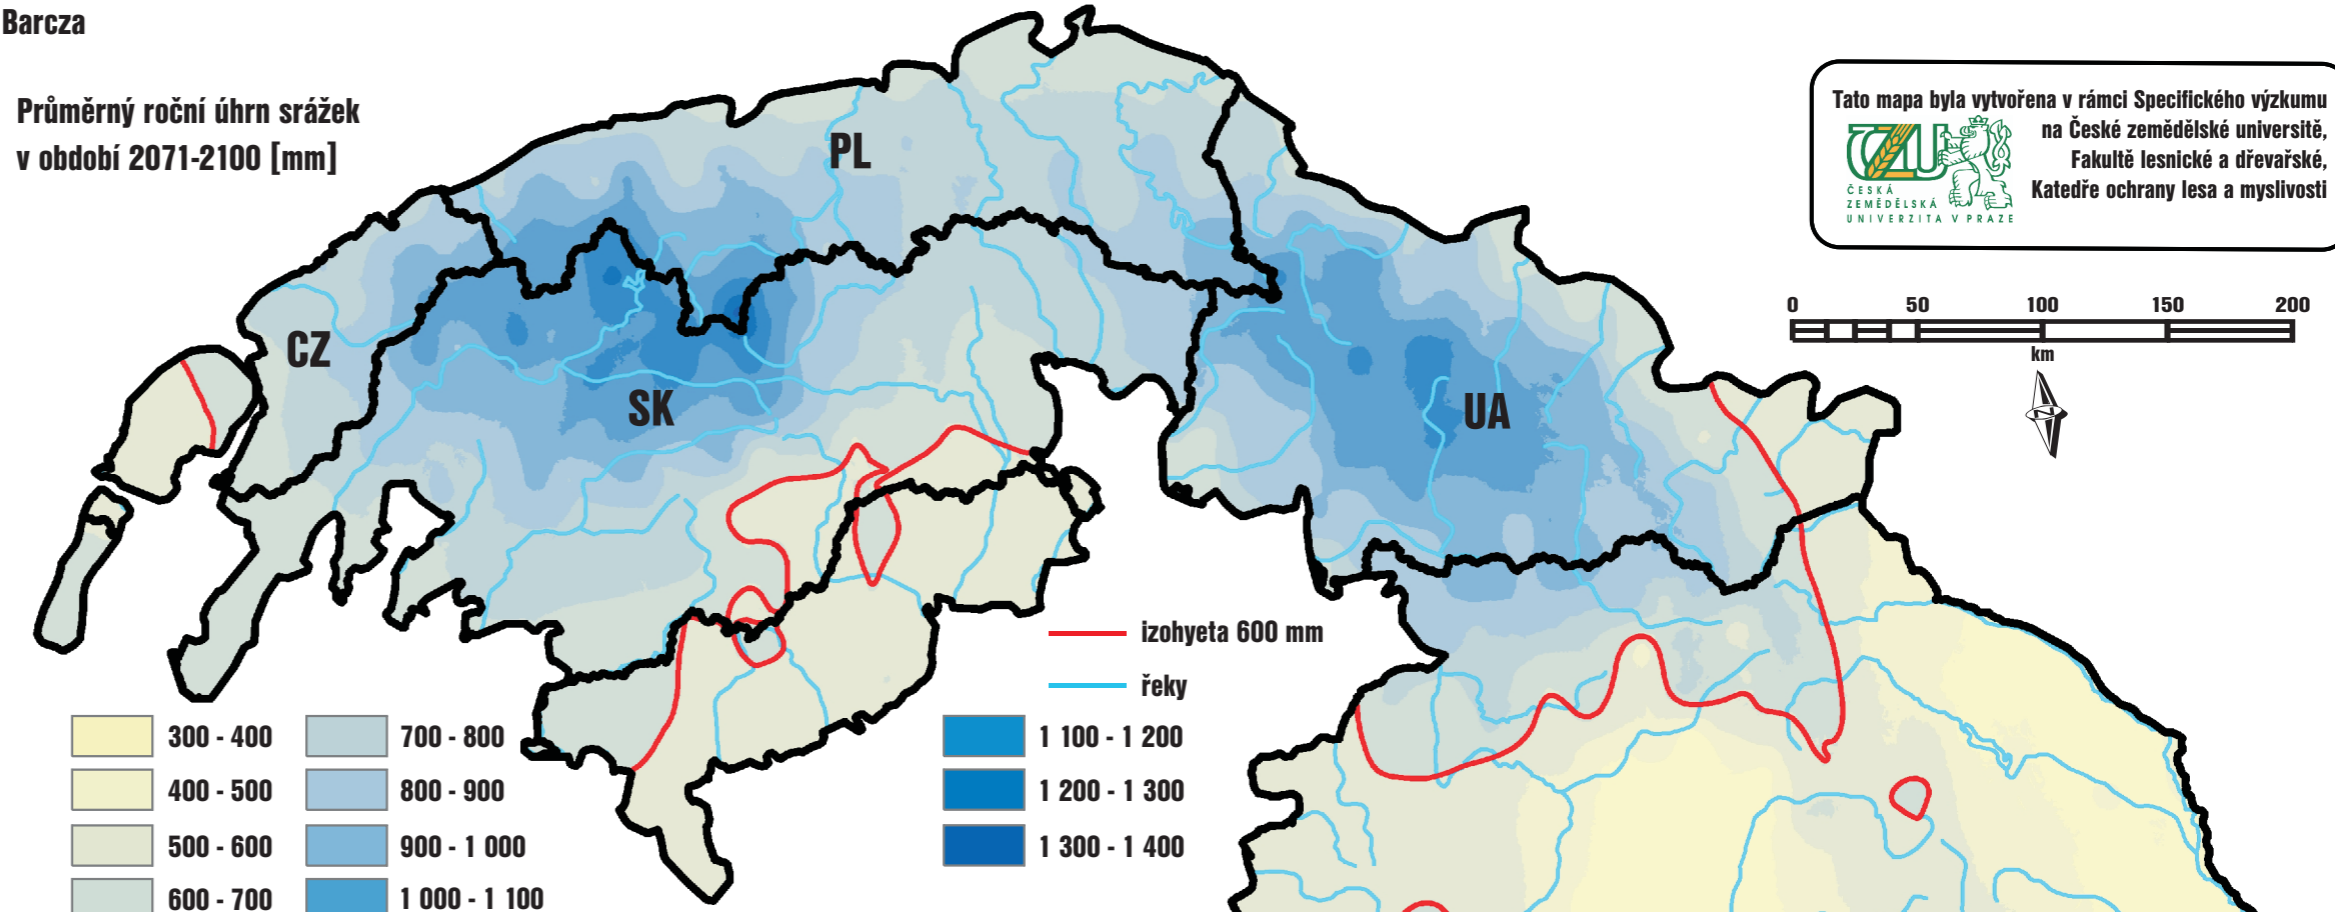 Barcza
Průměrný roční úhrn srážek
v období 2071-2100 [mm]
Tato mapa byla vytvořena v rámci Specifického výzkumu
na České zemědělské universitě,
Fakultě lesnické a dřevařské,
Katedře ochrany lesa a myslivosti
ČZU
ČESKÁ
ZEMĚDĚLSKÁ
UNIVERZITA V PRAZE
0 50 100 150 200
km
N
PL
CZ
SK
UA
izohyeta 600 mm
řeky
300 - 400
400 - 500
500 - 600
600 - 700
700 - 800
800 - 900
900 - 1 000
1 000 - 1 100
1 100 - 1 200
1 200 - 1 300
1 300 - 1 400